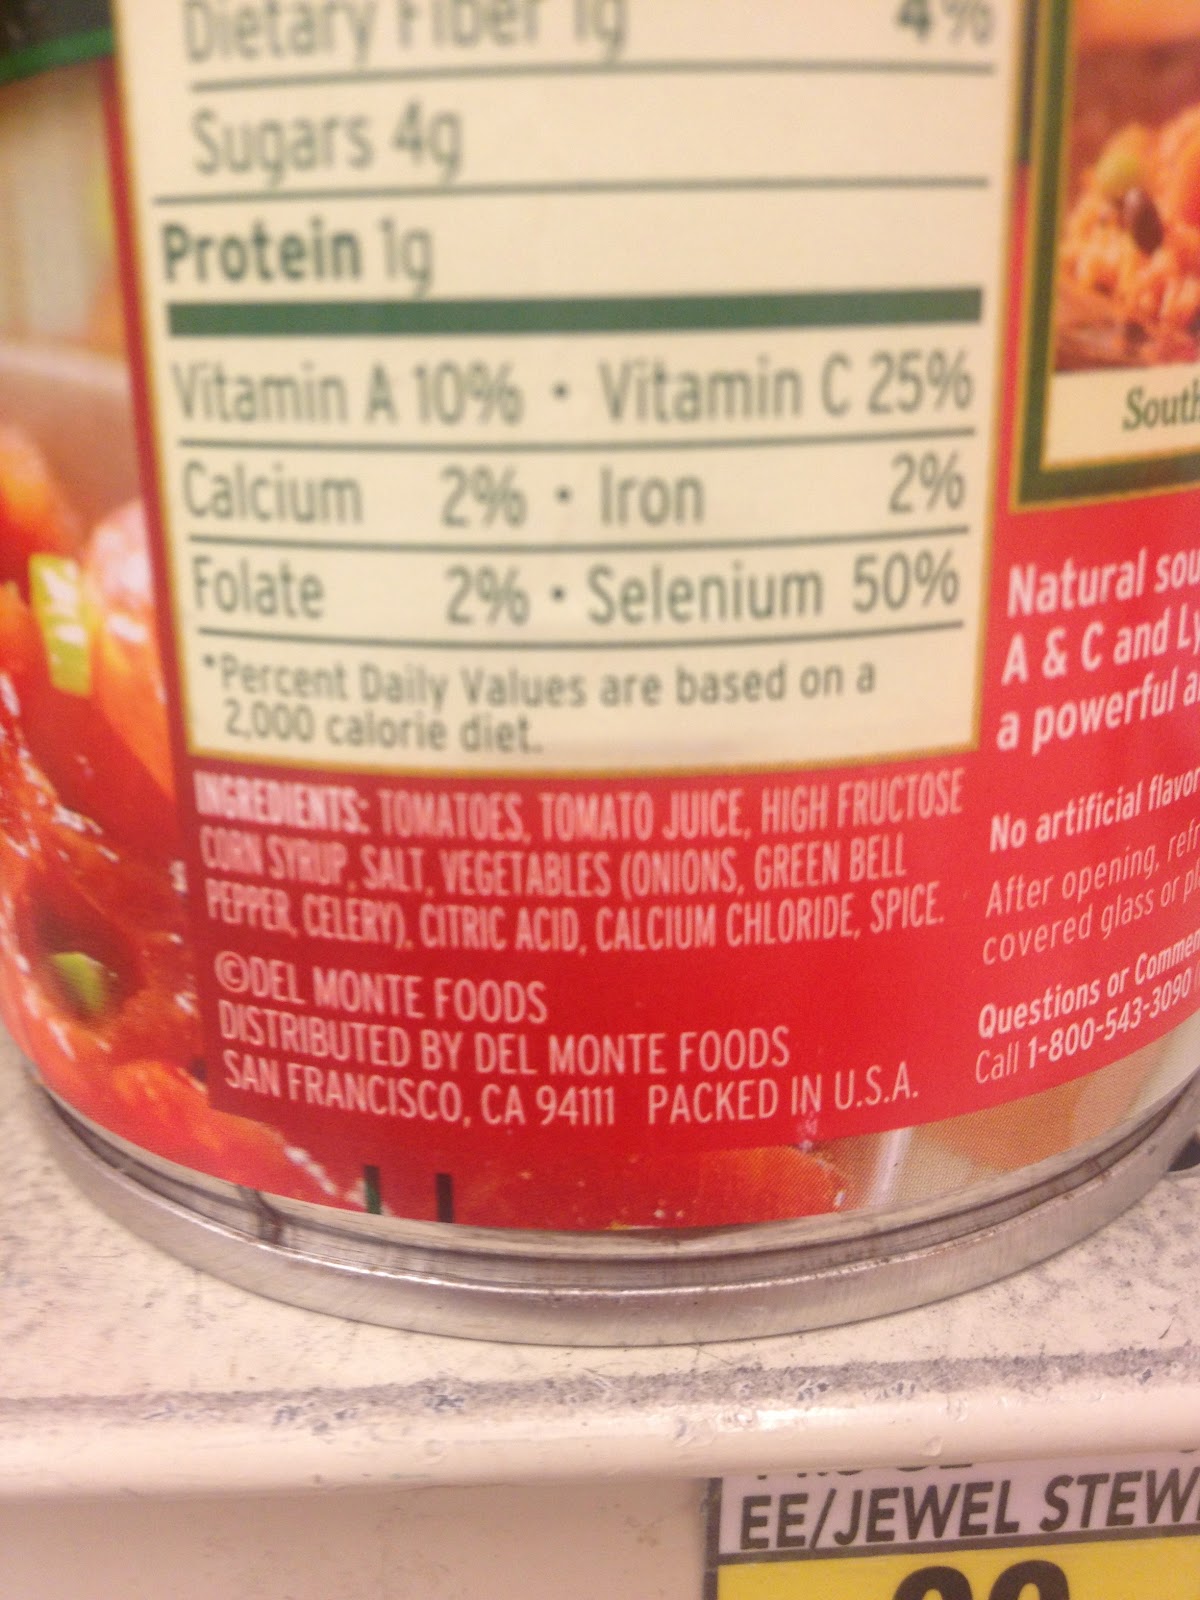 Dietary Fiber 1g 4%
Sugars 4g
Protein 1g
Vitamin A 10% • Vitamin C 25%
Calcium 2% • Iron 2%
Folate 2% • Selenium 50%
*Percent Daily Values are based on a
2,000 calorie diet.
INGREDIENTS: TOMATOES, TOMATO JUICE, HIGH FRUCTOSE
CORN SYRUP, SALT, VEGETABLES (ONIONS, GREEN BELL
PEPPER, CELERY), CITRIC ACID, CALCIUM CHLORIDE, SPICE.
©DEL MONTE FOODS
DISTRIBUTED BY DEL MONTE FOODS
SAN FRANCISCO, CA 94111 PACKED IN U.S.A.
South
Natural sou
A & C and Ly
a powerful a
No artificial flavor
After opening, refr
covered glass or pl
Questions or Commen
Call 1-800-543-3090
EE/JEWEL STEW